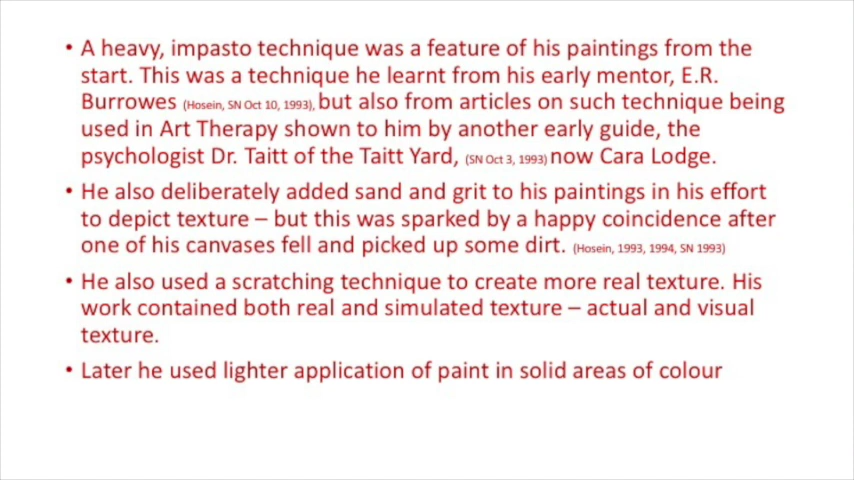 • A heavy, impasto technique was a feature of his paintings from the
start. This was a technique he learnt from his early mentor, E.R.
Burrowes (Hosein, SN Oct 10, 1993), but also from articles on such technique being
used in Art Therapy shown to him by another early guide, the
psychologist Dr. Taitt of the Taitt Yard, (SN Oct 3, 1993) now Cara Lodge.
• He also deliberately added sand and grit to his paintings in his effort
to depict texture – but this was sparked by a happy coincidence after
one of his canvases fell and picked up some dirt. (Hosein, 1993, 1994, SN 1993)
• He also used a scratching technique to create more real texture. His
work contained both real and simulated texture – actual and visual
texture.
• Later he used lighter application of paint in solid areas of colour